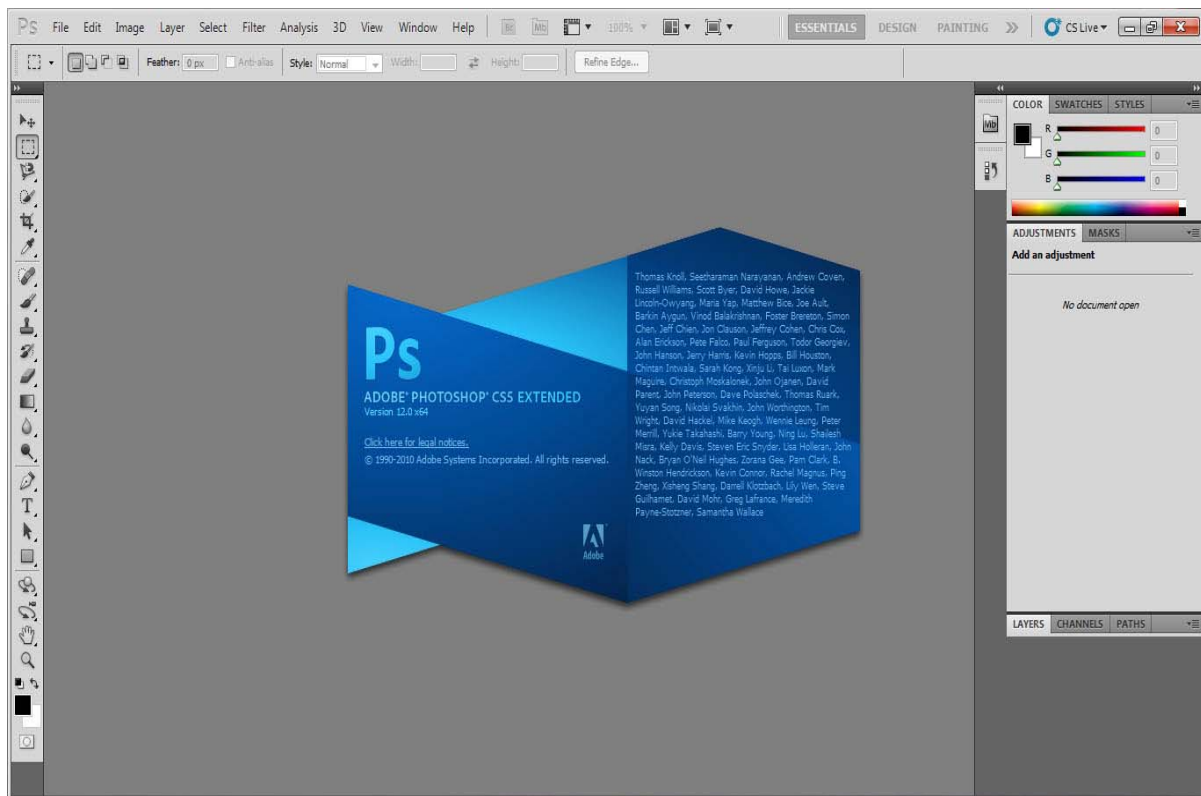 Ps File Edit Image Layer Select Filter Analysis 3D View Window Help Br Mb 100% ESSENTIALS DESIGN PAINTING CS Live
Feather: 0 px Anti-alias Style: Normal Width: Height: Refine Edge...
COLOR SWATCHES STYLES
Mb
R 0
G 0
B 0
ADJUSTMENTS MASKS
Add an adjustment
No document open
LAYERS CHANNELS PATHS
T
Ps
ADOBE® PHOTOSHOP® CS5 EXTENDED
Version 12.0 x64
Click here for legal notices.
© 1990-2010 Adobe Systems Incorporated. All rights reserved.
Adobe
Thomas Knoll, Seetharaman Narayanan, Andrew Coven,
Russell Williams, Scott Byer, David Howe, Jackie
Lincoln-Owyang, Maria Yap, Matthew Bice, Joe Ault,
Barkin Aygun, Vinod Balakrishnan, Foster Brereton, Simon
Chen, Jeff Chien, Jon Clauson, Jeffrey Cohen, Chris Cox,
Alan Erickson, Pete Falco, Paul Ferguson, Todor Georgiev,
John Hanson, Jerry Harris, Kevin Hopps, Bill Houston,
Chintan Intwala, Sarah Kong, Xinju Li, Tai Luxon, Mark
Maguire, Christoph Moskalonek, John Ojanen, David
Parent, John Peterson, Dave Polaschek, Thomas Ruark,
Yuyan Song, Nikolai Svakhin, John Worthington, Tim
Wright, David Hackel, Mike Keogh, Wennie Leung, Peter
Merrill, Yukie Takahashi, Barry Young, Ning Lu, Shailesh
Misra, Kelly Davis, Steven Eric Snyder, Lisa Holleran, John
Nack, Bryan O'Neil Hughes, Zorana Gee, Pam Clark, B.
Winston Hendrickson, Kevin Connor, Rachel Magnus, Ping
Zheng, Xisheng Shang, Darrell Klotzbach, Lily Wen, Steve
Guilhamet, David Mohr, Greg Lafrance, Meredith
Payne-Stotzner, Samantha Wallace